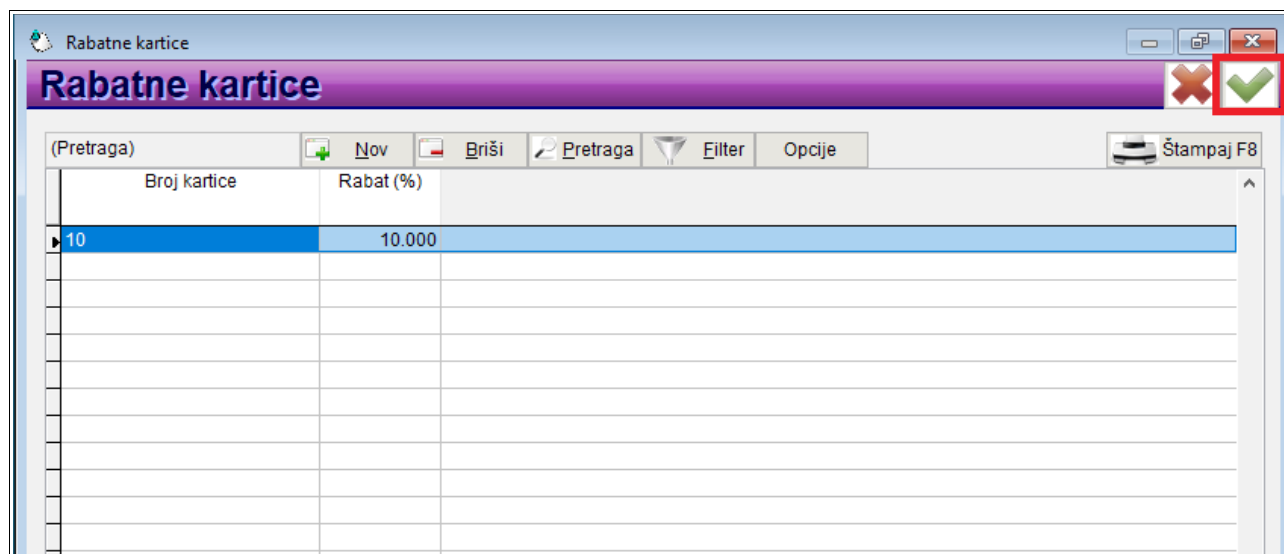 Rabatne kartice
Rabatne kartice
(Pretraga) Nov Briši Pretraga Filter Opcije Štampaj F8
Broj kartice Rabat (%)
10 10.000